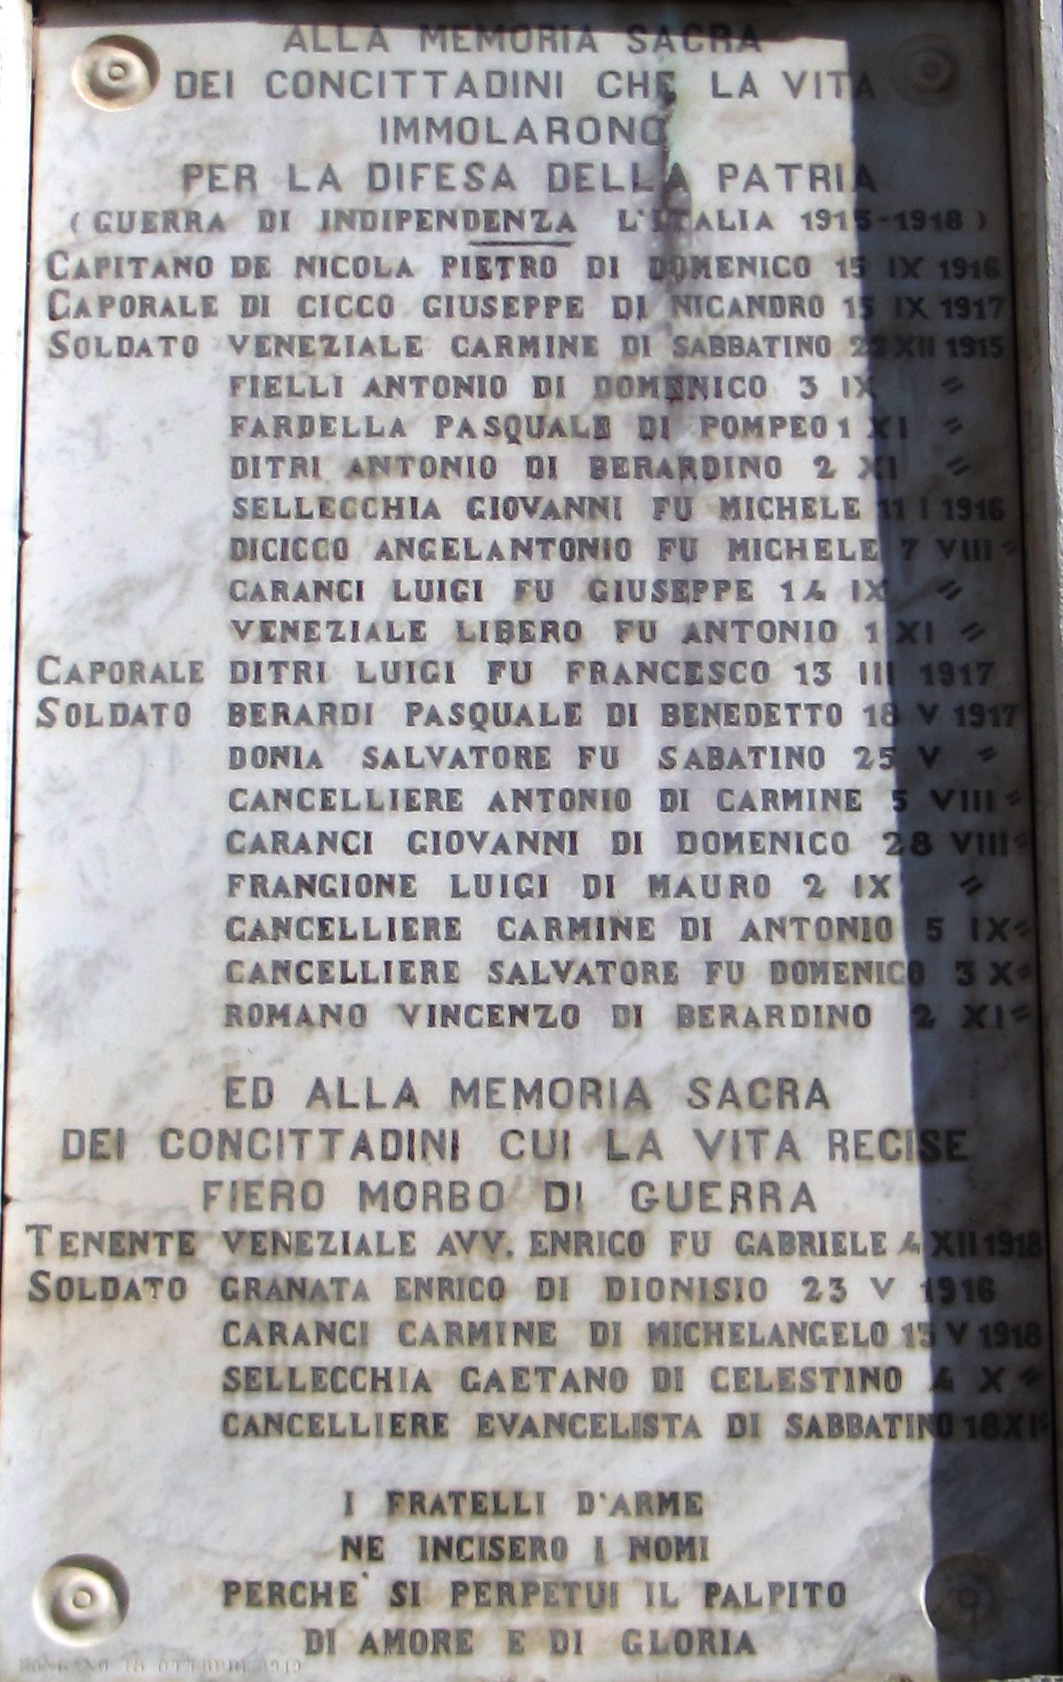 ALLA MEMORIA SACRA
DEI CONCITTADINI CHE LA VITA
IMMOLARONO
PER LA DIFESA DELLA PATRIA
(GUERRA DI INDIPENDENZA L'ITALIA 1915-1918)
CAPITANO DE NICOLA PIETRO DI DOMENICO 15 IX 1916
CAPORALE DI CICCO GIUSEPPE DI NICANDRO 15 IX 1917
SOLDATO VENEZIALE CARMINE DI SABBATINO 22 XII 1915
FIELLI ANTONIO DI DOMENICO 3 IX "
FARDELLA PASQUALE DI POMPEO 1 XI "
DITRI ANTONIO DI BERARDINO 2 XI "
SELLECCHIA GIOVANNI FU MICHELE 11 I 1916
DICICCO ANGELANTONIO FU MICHELE 7 VIII "
CARANCI LUIGI FU GIUSEPPE 14 IX "
VENEZIALE LIBERO FU ANTONIO 1 XI "
CAPORALE DITRI LUIGI FU FRANCESCO 13 III 1917
SOLDATO BERARDI PASQUALE DI BENEDETTO 18 V 1917
DONIA SALVATORE FU SABATINO 25 V "
CANCELLIERE ANTONIO DI CARMINE 5 VIII "
CARANCI GIOVANNI DI DOMENICO 28 VIII "
FRANGIONE LUIGI DI MAURO 2 IX "
CANCELLIERE CARMINE DI ANTONIO 5 IX "
CANCELLIERE SALVATORE FU DOMENICO 3 X "
ROMANO VINCENZO DI BERARDINO 2 XI "
ED ALLA MEMORIA SACRA
DEI CONCITTADINI CUI LA VITA RECISE
FIERO MORBO DI GUERRA
TENENTE VENEZIALE AVV. ENRICO FU GABRIELE 4 XII 1918
SOLDATO GRANATA ENRICO DI DIONISIO 23 V 1916
CARANCI CARMINE DI MICHELANGELO 15 V 1918
SELLECCHIA GAETANO DI CELESTINO 4 X "
CANCELLIERE EVANCELISTA DI SABBATINO 18 XI "
I FRATELLI D'ARME
NE INCISERO I NOMI
PERCHE' SI PERPETUI IL PALPITO
DI AMORE E DI GLORIA
18 OTTOBRE 1919